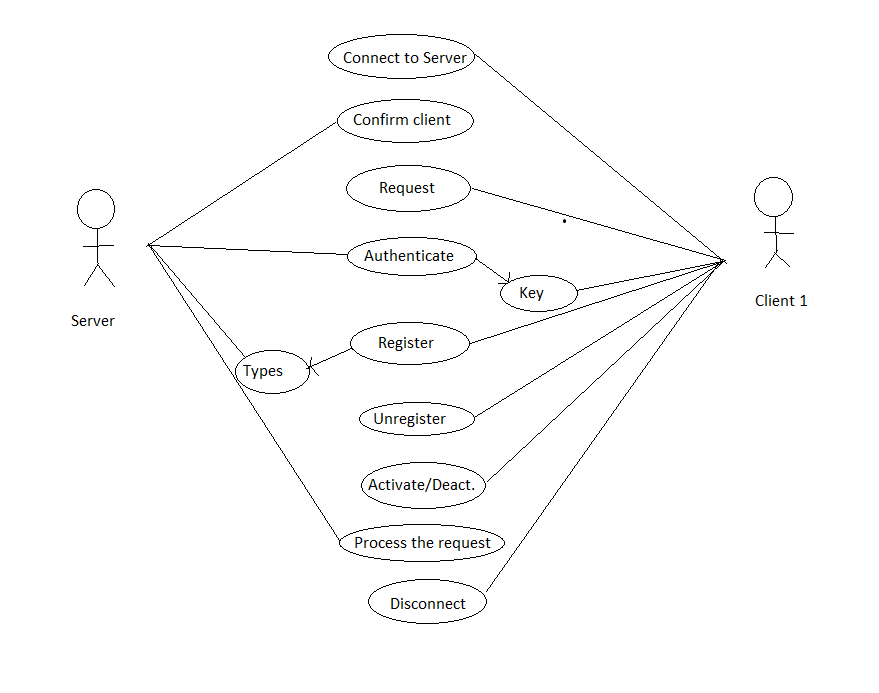 Connect to Server
Confirm client
Request
Authenticate
Key
Server
Client 1
Register
Types
Unregister
Activate/Deact.
Process the request
Disconnect